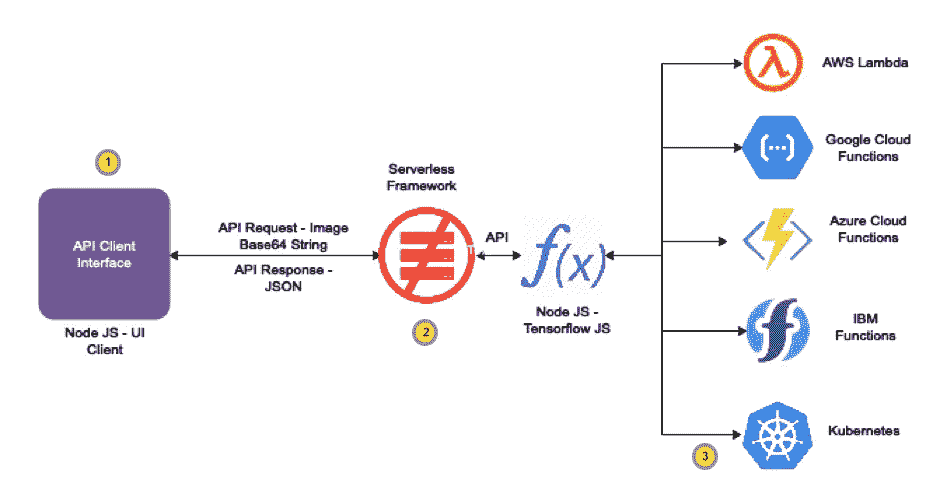 1
API Client
Interface
Node JS - UI
Client
API Request - Image
Base64 String
API Response -
JSON
Serverless
Framework
2
API
f(x)
Node JS -
Tensorflow JS
λ
AWS Lambda
(...)
Google Cloud
Functions
Azure Cloud
Functions
IBM
Functions
Kubernetes
3